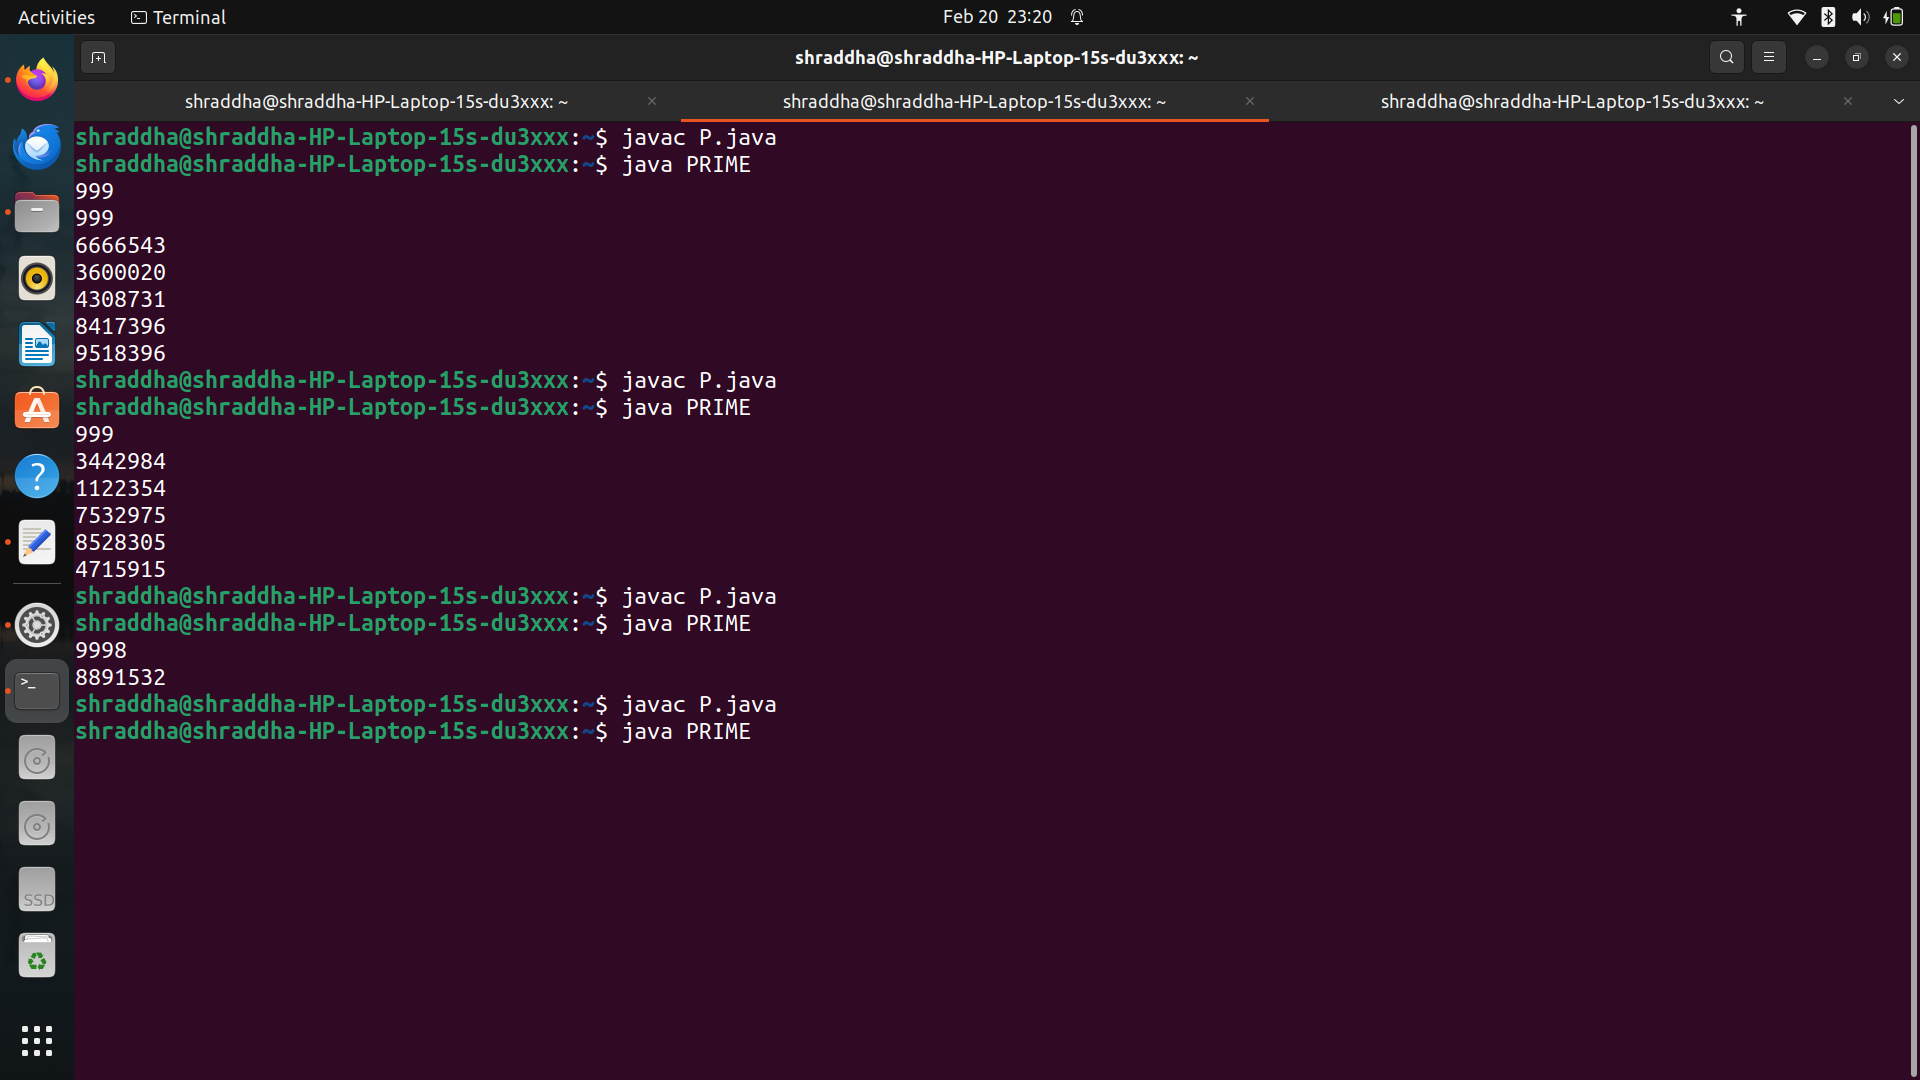 Activities
Terminal
Feb 20 23:20
shraddha@shraddha-HP-Laptop-15s-du3xxx: ~
shraddha@shraddha-HP-Laptop-15s-du3xxx: ~
shraddha@shraddha-HP-Laptop-15s-du3xxx: ~
shraddha@shraddha-HP-Laptop-15s-du3xxx: ~
shraddha@shraddha-HP-Laptop-15s-du3xxx:~$ javac P.java
shraddha@shraddha-HP-Laptop-15s-du3xxx:~$ java PRIME
999
999
6666543
3600020
4308731
8417396
9518396
shraddha@shraddha-HP-Laptop-15s-du3xxx:~$ javac P.java
shraddha@shraddha-HP-Laptop-15s-du3xxx:~$ java PRIME
999
3442984
1122354
7532975
8528305
4715915
shraddha@shraddha-HP-Laptop-15s-du3xxx:~$ javac P.java
shraddha@shraddha-HP-Laptop-15s-du3xxx:~$ java PRIME
9998
8891532
shraddha@shraddha-HP-Laptop-15s-du3xxx:~$ javac P.java
shraddha@shraddha-HP-Laptop-15s-du3xxx:~$ java PRIME
SSD